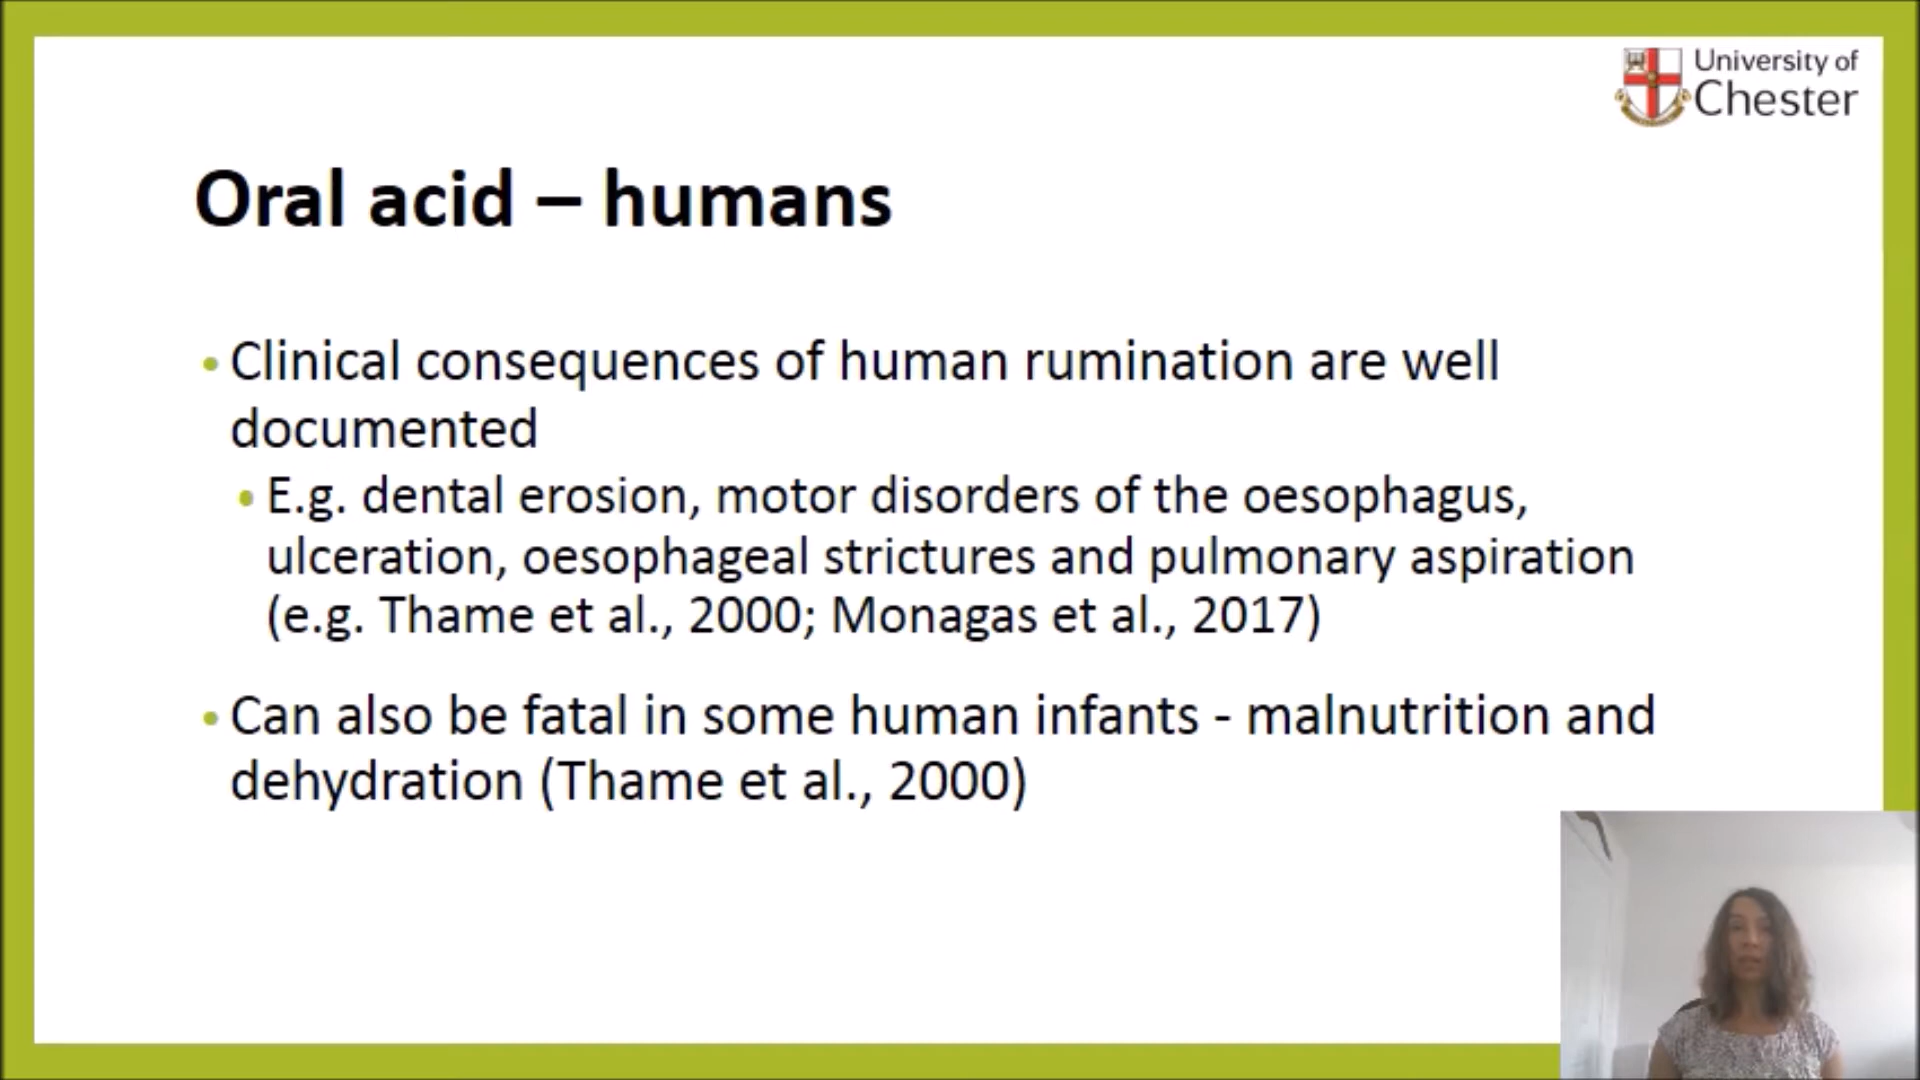 University of
Chester
Oral acid – humans
• Clinical consequences of human rumination are well
documented
• E.g. dental erosion, motor disorders of the oesophagus,
ulceration, oesophageal strictures and pulmonary aspiration
(e.g. Thame et al., 2000; Monagas et al., 2017)
• Can also be fatal in some human infants - malnutrition and
dehydration (Thame et al., 2000)